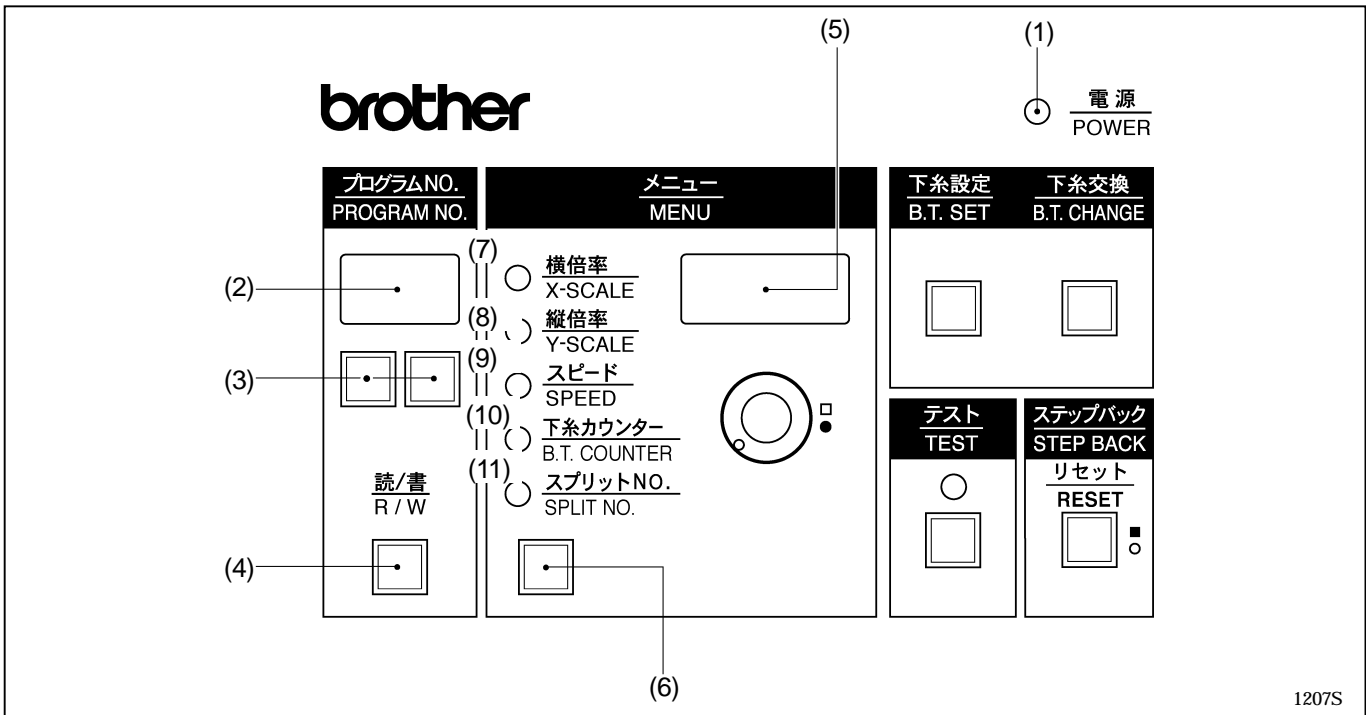 (5)
(1)
brother
電源
POWER
プログラムNO.
PROGRAM NO.
メニュー
MENU
下糸設定
B.T. SET
下糸交換
B.T. CHANGE
(2)
(3)
読/書
R / W
(4)
(7)
横倍率
X-SCALE
(8)
縦倍率
Y-SCALE
(9)
スピード
SPEED
(10)
下糸カウンター
B.T. COUNTER
(11)
スプリットNO.
SPLIT NO.
(6)
テスト
TEST
ステップバック
STEP BACK
リセット
RESET
1207S